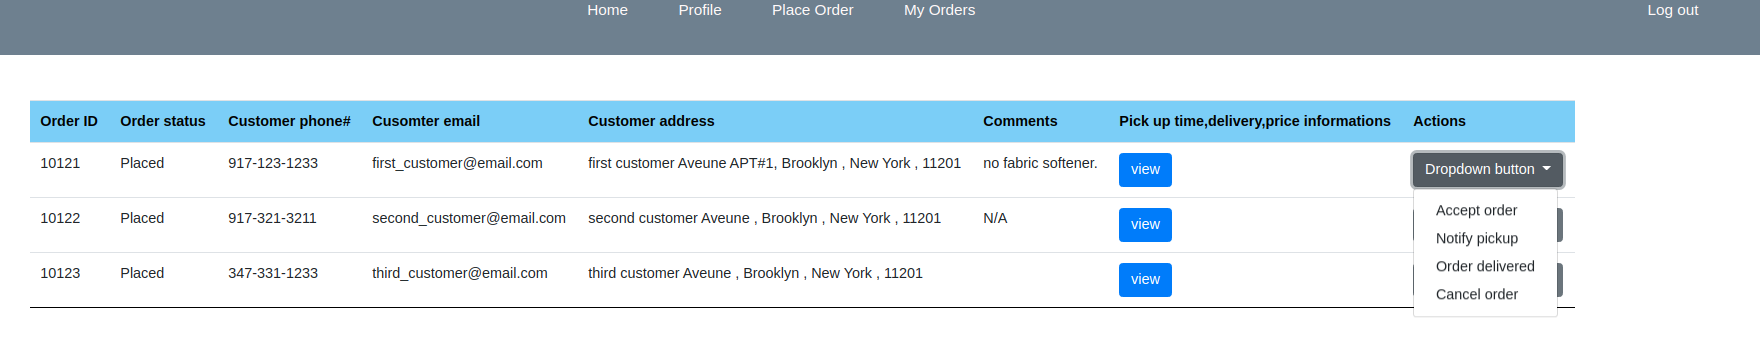 Home Profile Place Order My Orders Log out
Order ID Order status Customer phone# Cusomter email Customer address Comments Pick up time,delivery,price informations Actions
10121 Placed 917-123-1233 first_customer@email.com first customer Aveune APT#1, Brooklyn , New York , 11201 no fabric softener. view Dropdown button
10122 Placed 917-321-3211 second_customer@email.com second customer Aveune , Brooklyn , New York , 11201 N/A view
10123 Placed 347-331-1233 third_customer@email.com third customer Aveune , Brooklyn , New York , 11201 view
Accept order
Notify pickup
Order delivered
Cancel order